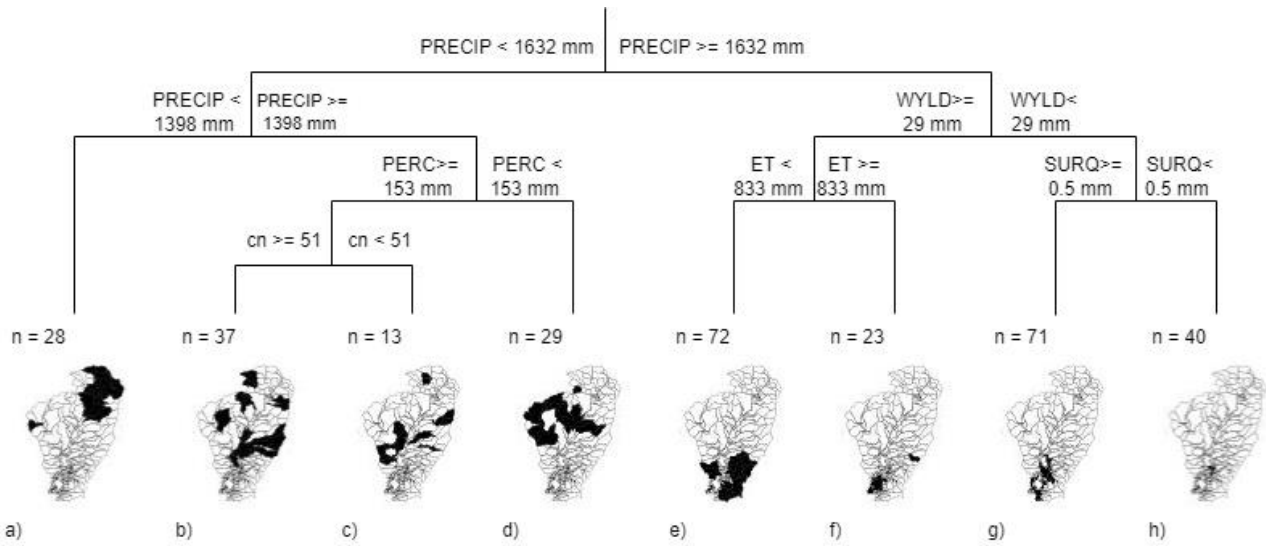 PRECIP < 1632 mm PRECIP >= 1632 mm
PRECIP < PRECIP >= WYLD>= WYLD<
1398 mm 1398 mm 29 mm 29 mm
PERC>= PERC < ET < ET >= SURQ>= SURQ<
153 mm 153 mm 833 mm 833 mm 0.5 mm 0.5 mm
cn >= 51 cn < 51
n = 28 n = 37 n = 13 n = 29 n = 72 n = 23 n = 71 n = 40
a) b) c) d) e) f) g) h)